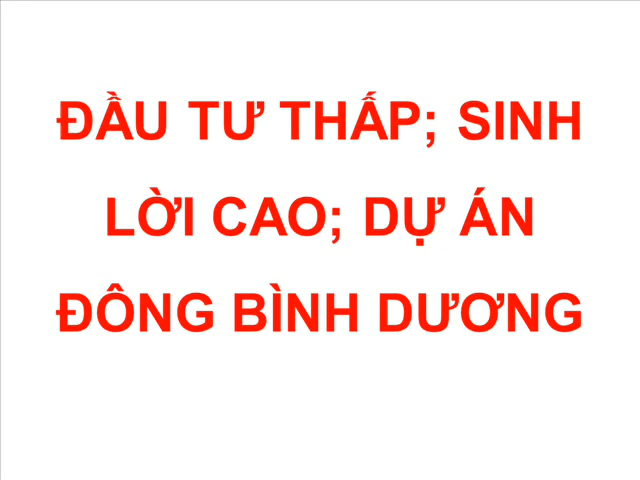 ĐẦU TƯ THẤP; SINH
LỜI CAO; DỰ ÁN
ĐÔNG BÌNH DƯƠNG